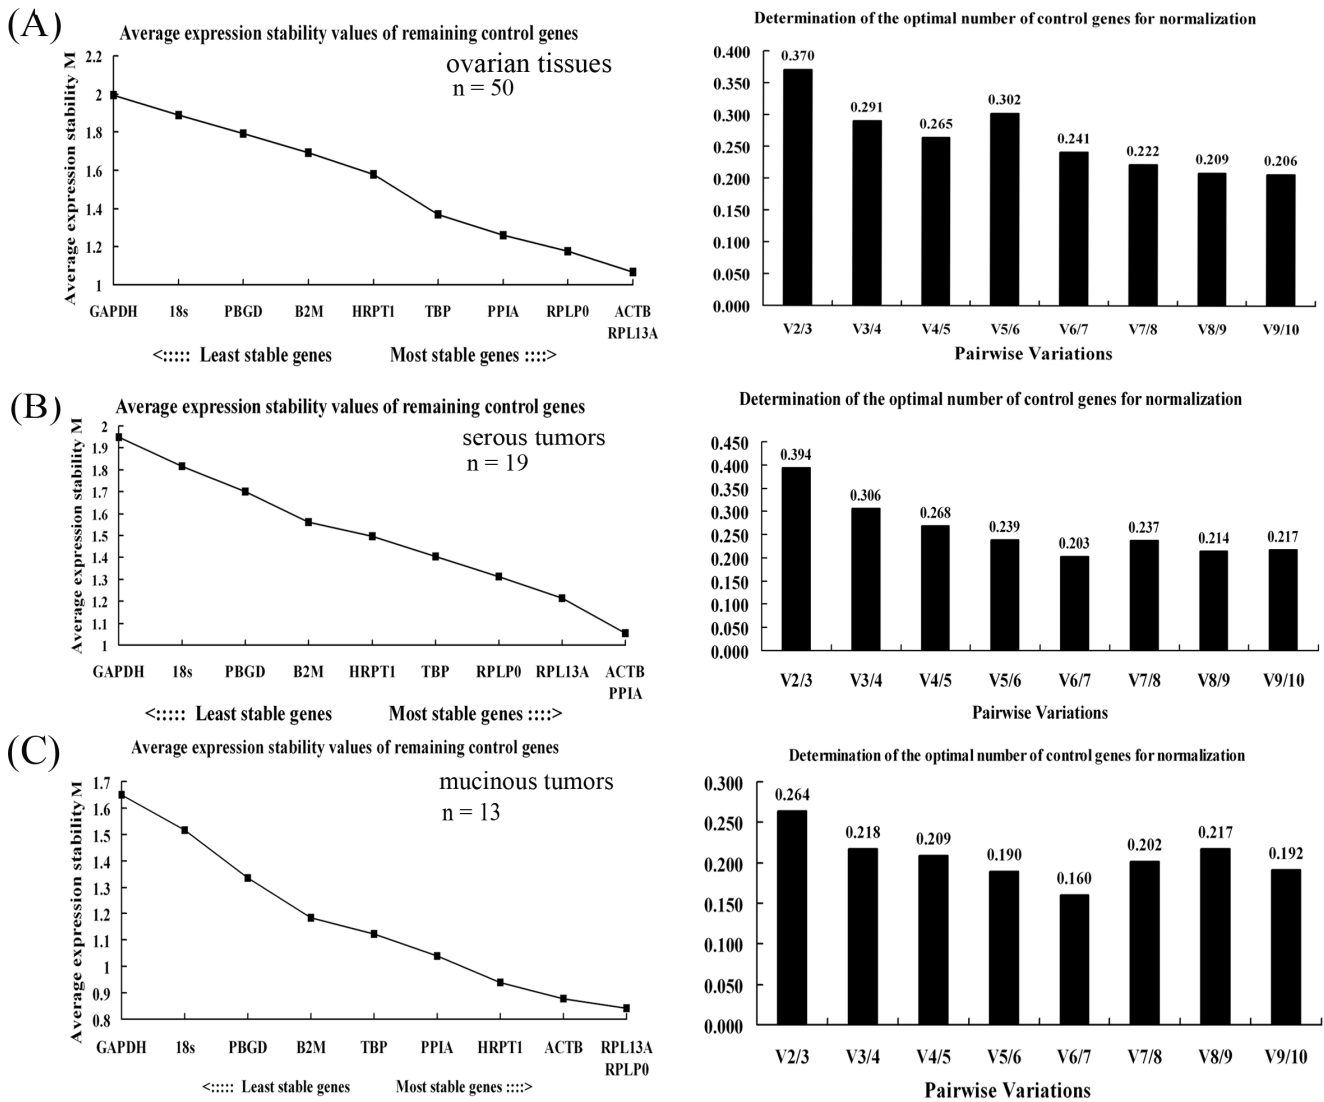 (A)
Average expression stability values of remaining control genes
ovarian tissues
n = 50
Average expression stability M
2.2
2
1.8
1.6
1.4
1.2
1
GAPDH 18s PBGD B2M HRPT1 TBP PPIA RPLP0 ACTB
RPL13A
<::::: Least stable genes Most stable genes ::::>
Determination of the optimal number of control genes for normalization
0.400
0.350
0.300
0.250
0.200
0.150
0.100
0.050
0.000
0.370 0.291 0.265 0.302 0.241 0.222 0.209 0.206
V2/3 V3/4 V4/5 V5/6 V6/7 V7/8 V8/9 V9/10
Pairwise Variations
(B)
Average expression stability values of remaining control genes
serous tumors
n = 19
Average expression stability M
2
1.9
1.8
1.7
1.6
1.5
1.4
1.3
1.2
1.1
1
GAPDH 18s PBGD B2M HRPT1 TBP RPLP0 RPL13A ACTB
PPIA
<::::: Least stable genes Most stable genes ::::>
Determination of the optimal number of control genes for normalization
0.450
0.400
0.350
0.300
0.250
0.200
0.150
0.100
0.050
0.000
0.394 0.306 0.268 0.239 0.203 0.237 0.214 0.217
V2/3 V3/4 V4/5 V5/6 V6/7 V7/8 V8/9 V9/10
Pairwise Variations
(C)
Average expression stability values of remaining control genes
mucinous tumors
n = 13
Average expression stability M
1.7
1.6
1.5
1.4
1.3
1.2
1.1
1
0.9
0.8
GAPDH 18s PBGD B2M TBP PPIA HRPT1 ACTB RPL13A
RPLP0
<::::: Least stable genes Most stable genes ::::>
Determination of the optimal number of control genes for normalization
0.300
0.250
0.200
0.150
0.100
0.050
0.000
0.264 0.218 0.209 0.190 0.160 0.202 0.217 0.192
V2/3 V3/4 V4/5 V5/6 V6/7 V7/8 V8/9 V9/10
Pairwise Variations